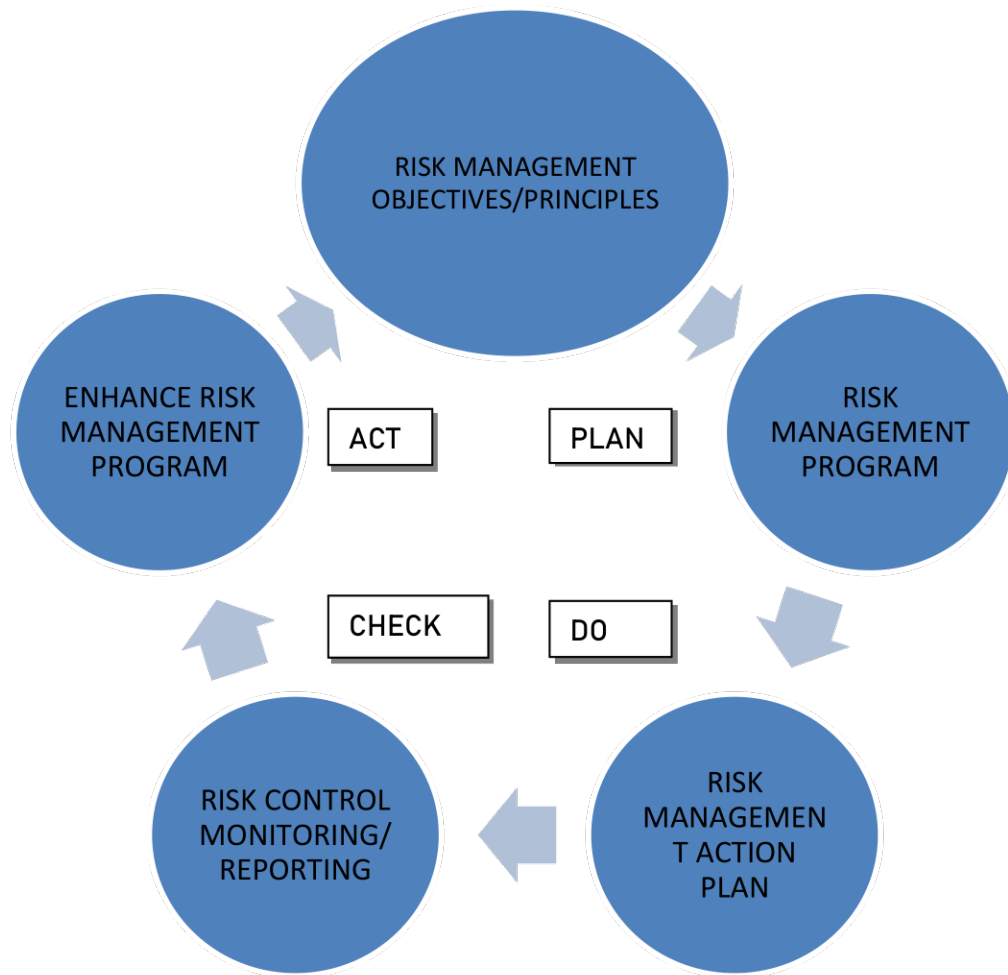 RISK MANAGEMENT
OBJECTIVES/PRINCIPLES
ENHANCE RISK
MANAGEMENT
PROGRAM
ACT
PLAN
RISK
MANAGEMENT
PROGRAM
CHECK
DO
RISK CONTROL
MONITORING/
REPORTING
RISK
MANAGEMEN
T ACTION
PLAN